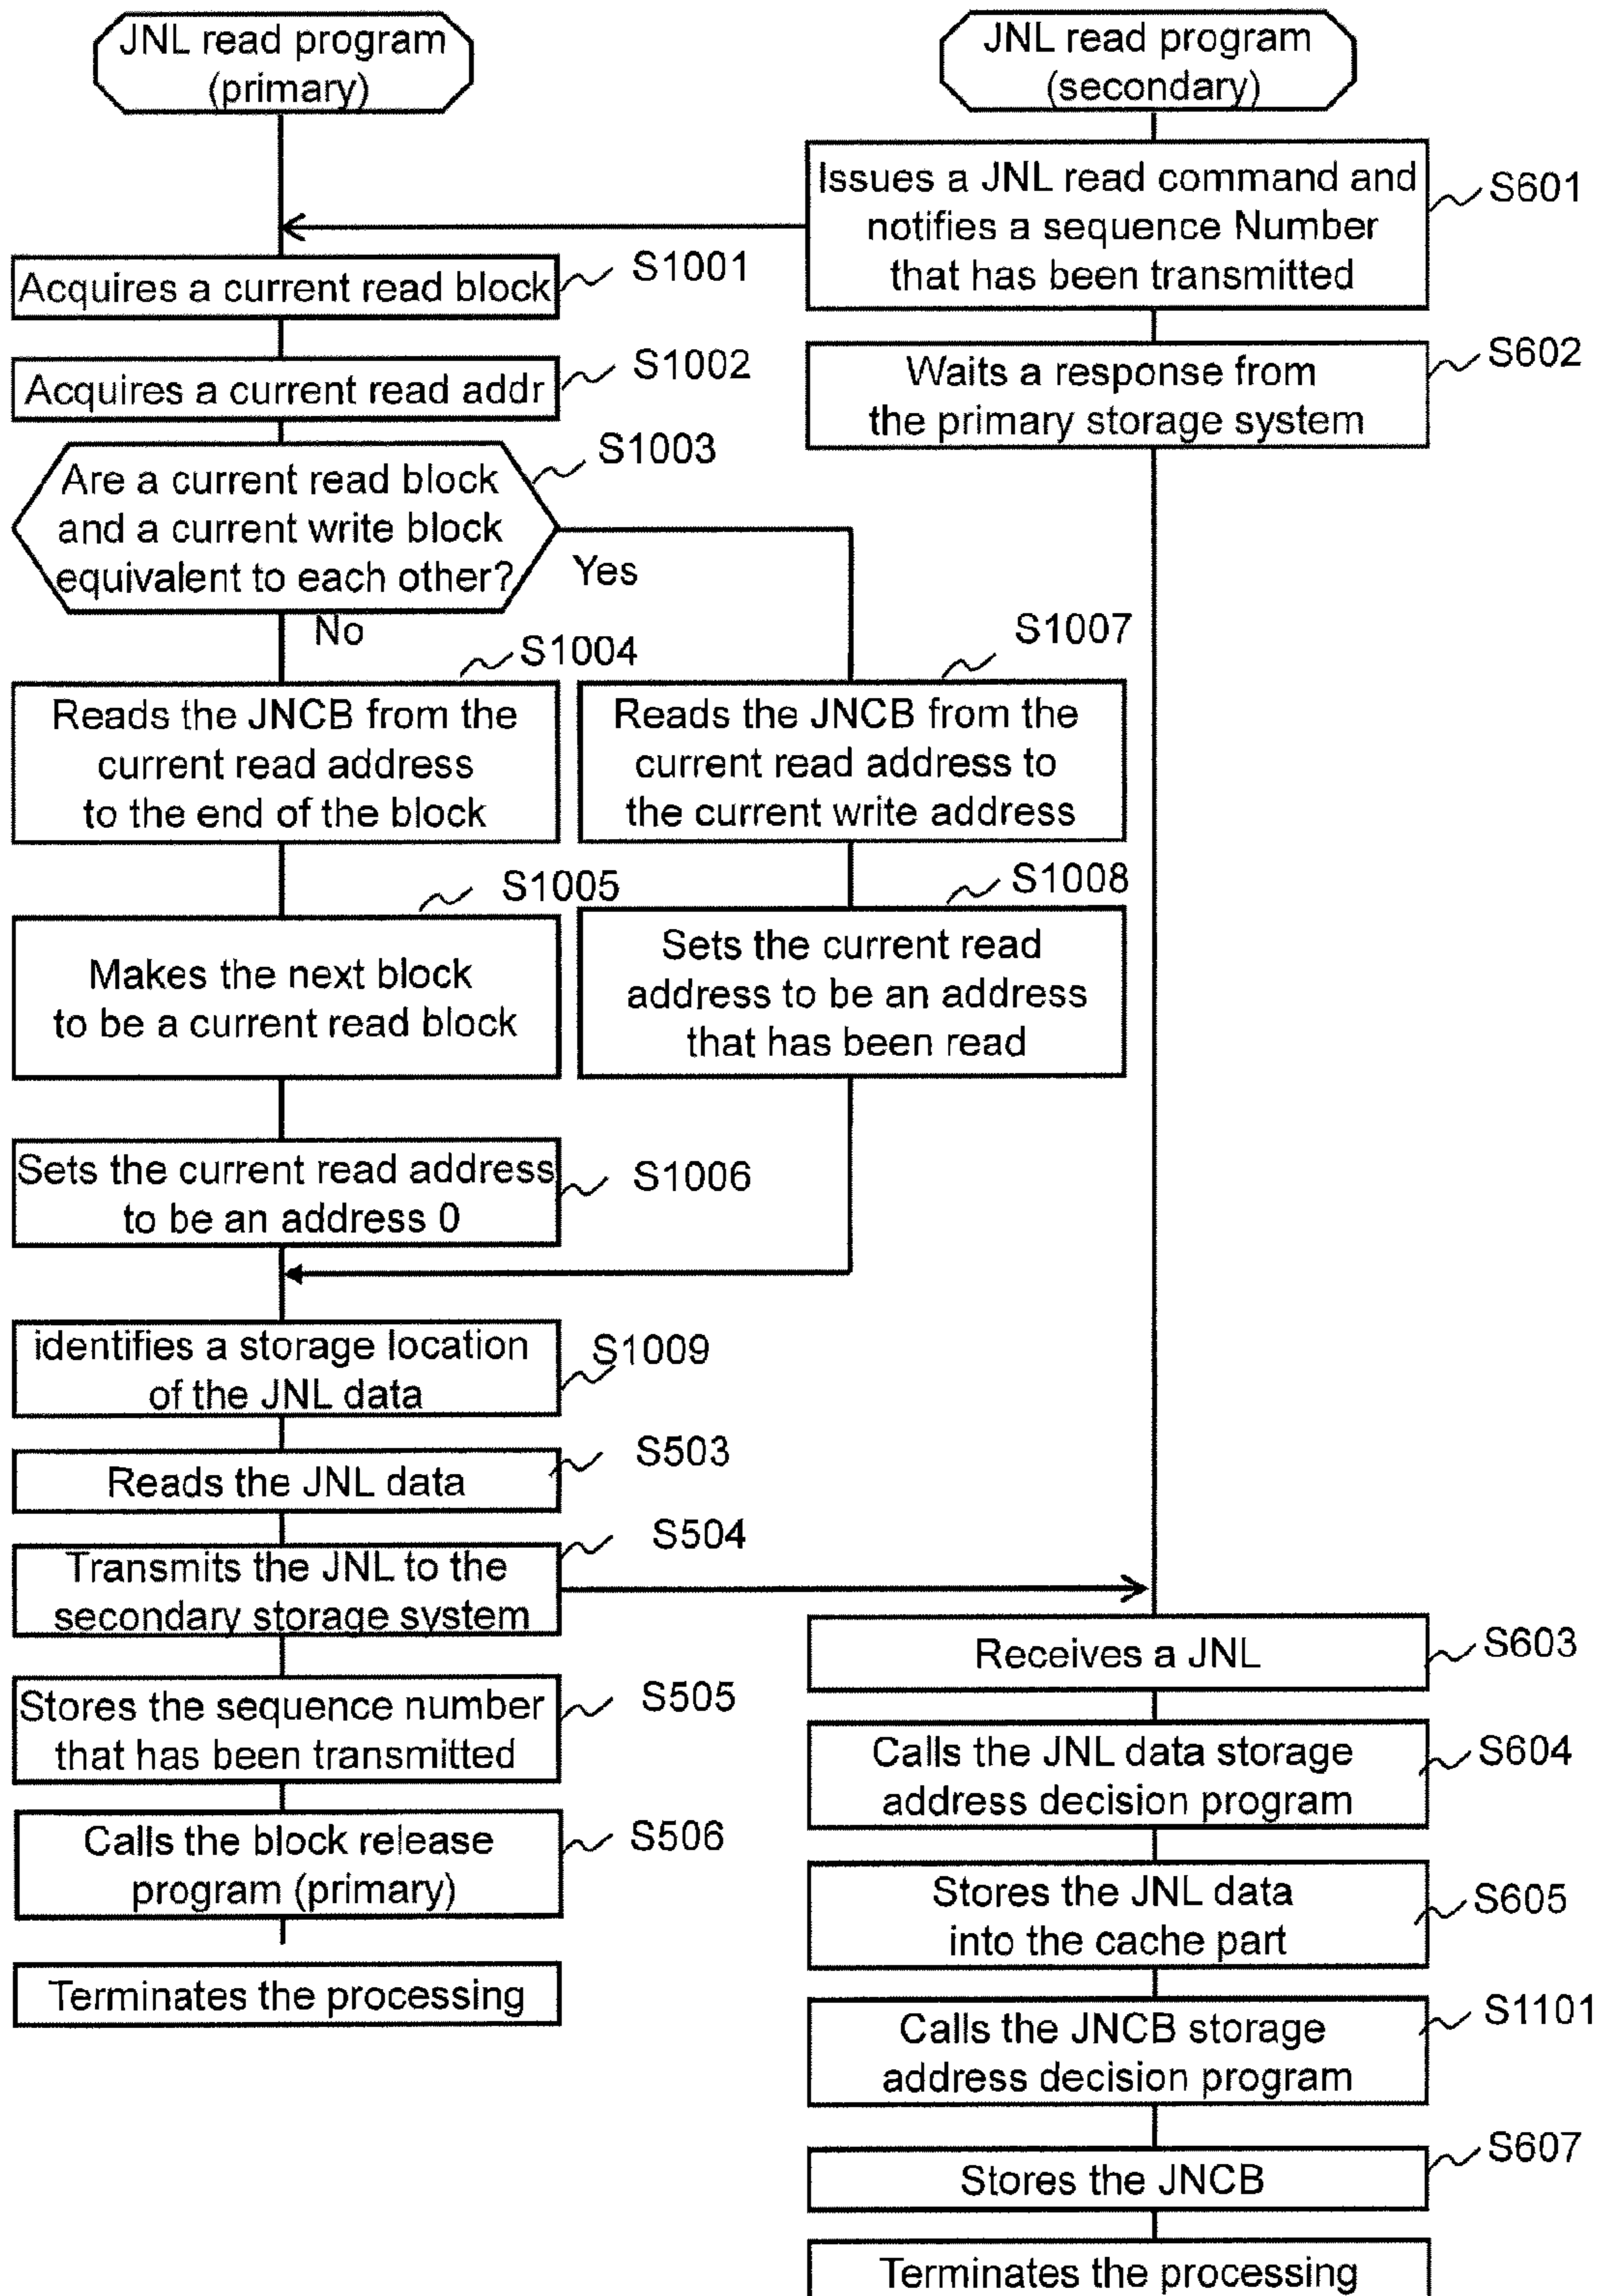 JNL read program
(primary)
JNL read program
(secondary)
Issues a JNL read command and
notifies a sequence Number
that has been transmitted
S601
Acquires a current read block
S1001
Waits a response from
the primary storage system
S602
Acquires a current read addr
S1002
Are a current read block
and a current write block
equivalent to each other?
S1003
Yes
No
S1004
Reads the JNCB from the
current read address
to the end of the block
S1007
Reads the JNCB from the
current read address to
the current write address
S1005
Makes the next block
to be a current read block
S1008
Sets the current read
address to be an address
that has been read
Sets the current read address
to be an address 0
S1006
identifies a storage location
of the JNL data
S1009
Reads the JNL data
S503
Transmits the JNL to the
secondary storage system
S504
Stores the sequence number
that has been transmitted
S505
Calls the block release
program (primary)
S506
Terminates the processing
Receives a JNL
S603
Calls the JNL data storage
address decision program
S604
Stores the JNL data
into the cache part
S605
Calls the JNCB storage
address decision program
S1101
Stores the JNCB
S607
Terminates the processing